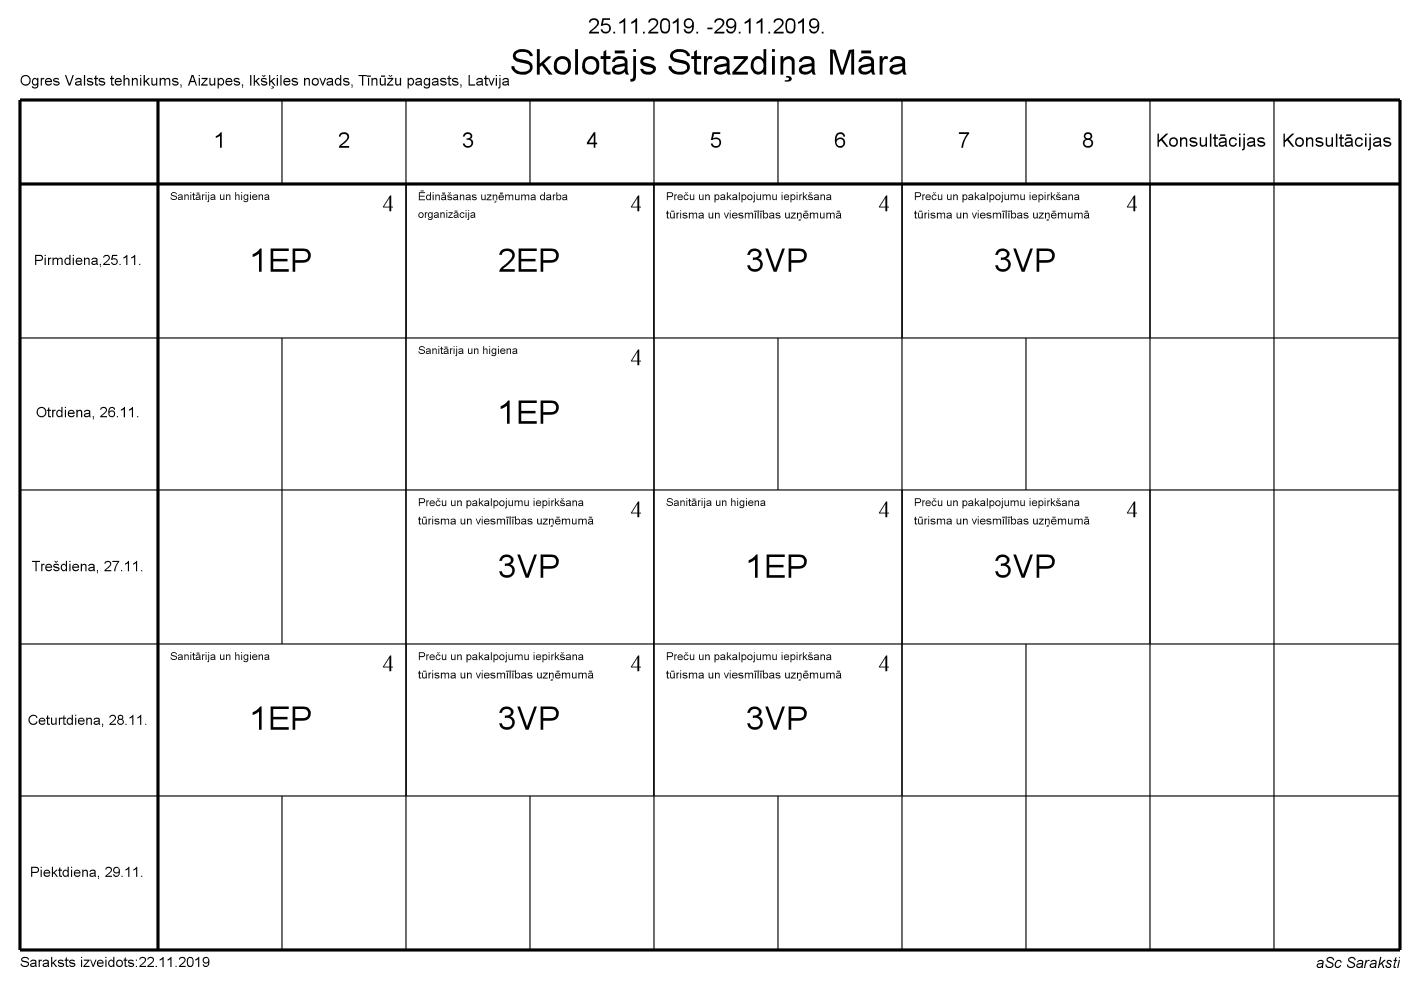 25.11.2019. -29.11.2019.
Skolotājs Strazdiņa Māra
Ogres Valsts tehnikums, Aizupes, Ikšķiles novads, Tīnūžu pagasts, Latvija
1 2 3 4 5 6 7 8 Konsultācijas Konsultācijas
Pirmdiena,25.11.
Sanitārija un higiena 4
1EP
Ēdināšanas uzņēmuma darba 4
organizācija
2EP
Preču un pakalpojumu iepirkšana 4
tūrisma un viesmīlības uzņēmumā
3VP
Preču un pakalpojumu iepirkšana 4
tūrisma un viesmīlības uzņēmumā
3VP
Otrdiena, 26.11.
Sanitārija un higiena 4
1EP
Trešdiena, 27.11.
Preču un pakalpojumu iepirkšana 4
tūrisma un viesmīlības uzņēmumā
3VP
Sanitārija un higiena 4
1EP
Preču un pakalpojumu iepirkšana 4
tūrisma un viesmīlības uzņēmumā
3VP
Ceturtdiena, 28.11.
Sanitārija un higiena 4
1EP
Preču un pakalpojumu iepirkšana 4
tūrisma un viesmīlības uzņēmumā
3VP
Preču un pakalpojumu iepirkšana 4
tūrisma un viesmīlības uzņēmumā
3VP
Piektdiena, 29.11.
Saraksts izveidots:22.11.2019
aSc Saraksti